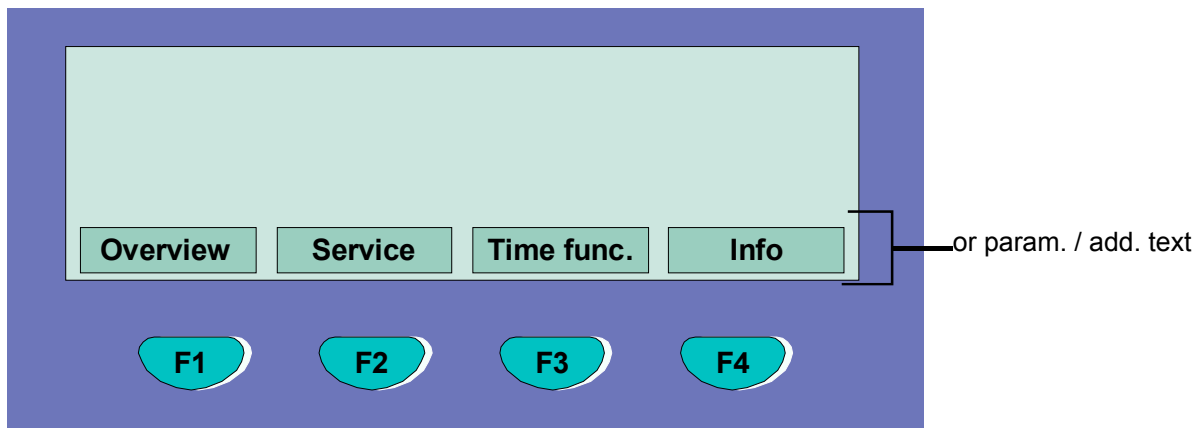 Overview Service Time func. Info
or param. / add. text
F1 F2 F3 F4